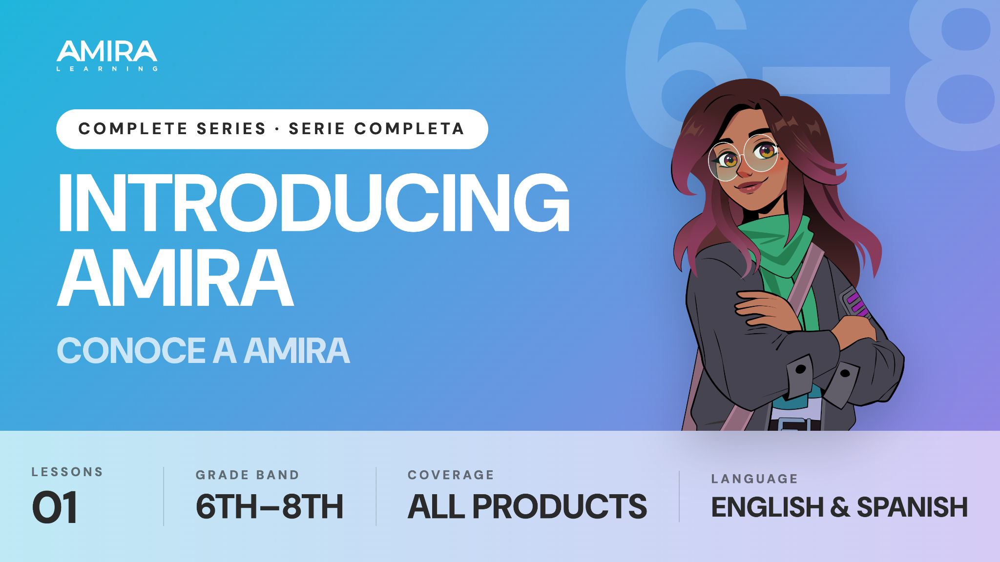 AMIRA
LEARNING
6–8
COMPLETE SERIES · SERIE COMPLETA
INTRODUCING
AMIRA
CONOCE A AMIRA
LESSONS
01
GRADE BAND
6TH–8TH
COVERAGE
ALL PRODUCTS
LANGUAGE
ENGLISH & SPANISH